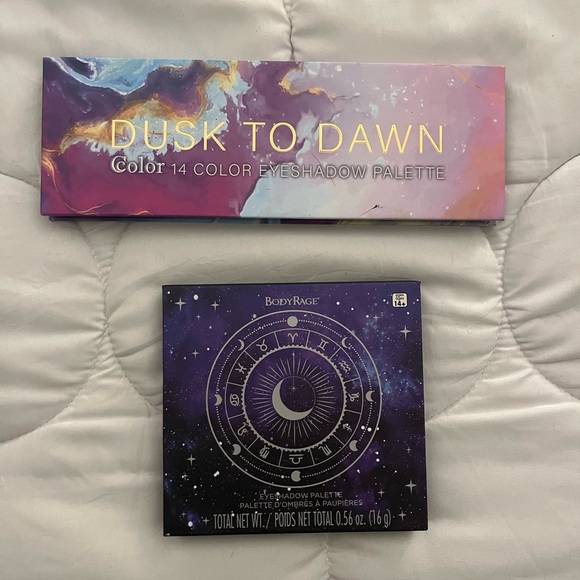 DUSK TO DAWN
Color 14 COLOR EYESHADOW PALETTE
BODYRAGE
14+
EYESHADOW PALETTE
PALETTE D'OMBRES À PAUPIÈRES
TOTAL NET WT. / POIDS NET TOTAL 0.56 oz. (16 g)